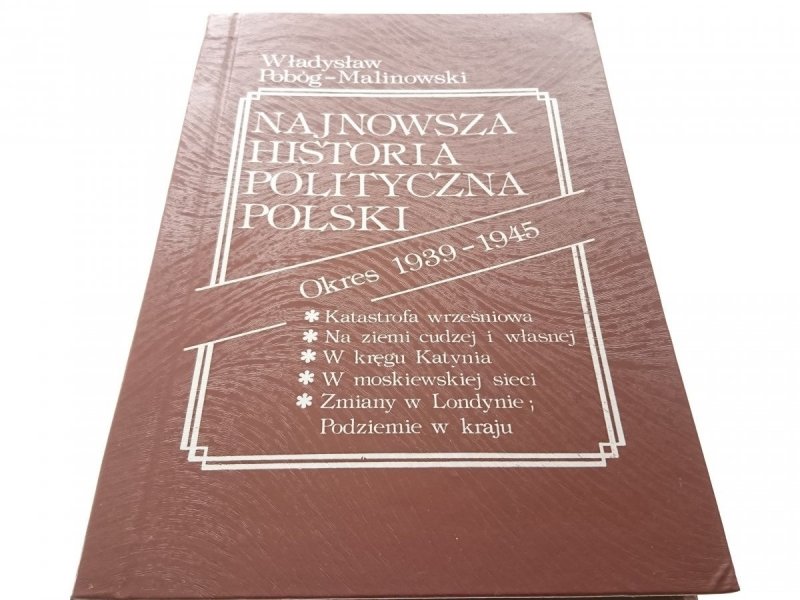 Władysław
Pobóg-Malinowski
NAJNOWSZA
HISTORIA
POLITYCZNA
POLSKI
Okres 1939-1945
* Katastrofa wrześniowa
* Na ziemi cudzej i własnej
* W kręgu Katynia
* W moskiewskiej sieci
* Zmiany w Londynie;
Podziemie w kraju